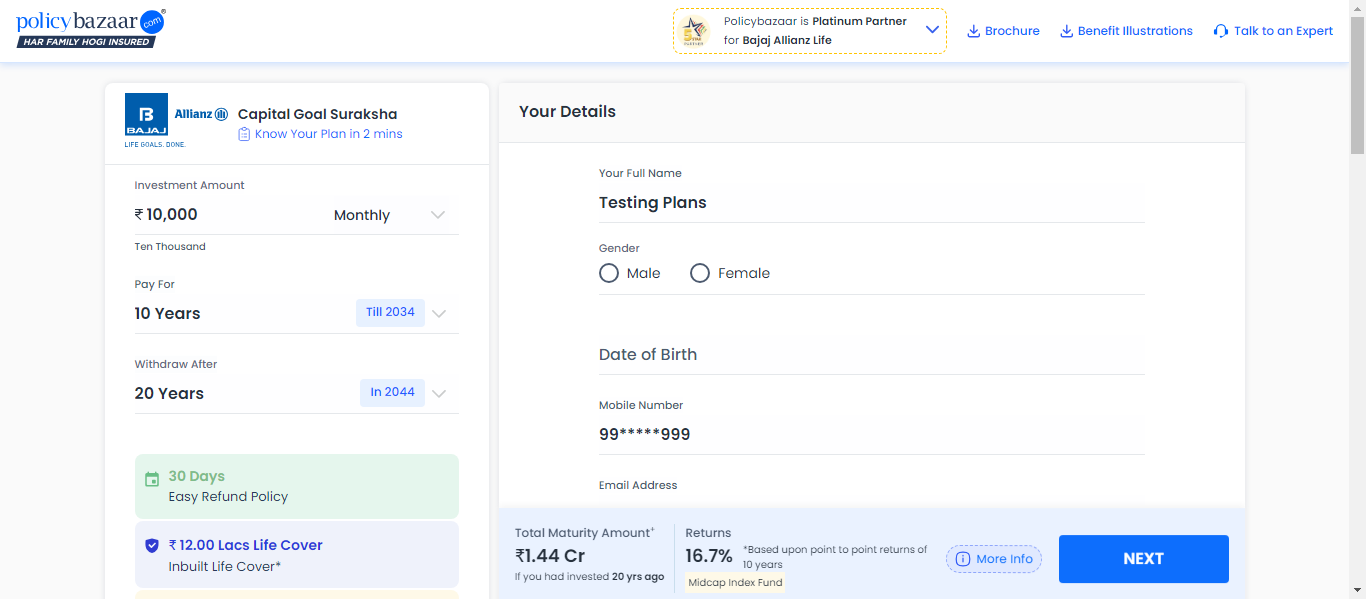 policybazaar.com®
HAR FAMILY HOGI INSURED
Policybazaar is Platinum Partner
for Bajaj Allianz Life
Brochure
Benefit Illustrations
Talk to an Expert
B
BAJAJ
Allianz
LIFE GOALS. DONE.
Capital Goal Suraksha
Know Your Plan in 2 mins
Investment Amount
₹ 10,000 Monthly
Ten Thousand
Pay For
10 Years Till 2034
Withdraw After
20 Years In 2044
30 Days
Easy Refund Policy
₹ 12.00 Lacs Life Cover
Inbuilt Life Cover*
Your Details
Your Full Name
Testing Plans
Gender
Male Female
Date of Birth
Mobile Number
99*****999
Email Address
Total Maturity Amount+
₹1.44 Cr
If you had invested 20 yrs ago
Returns
16.7% *Based upon point to point returns of
10 years
Midcap Index Fund
More Info
NEXT